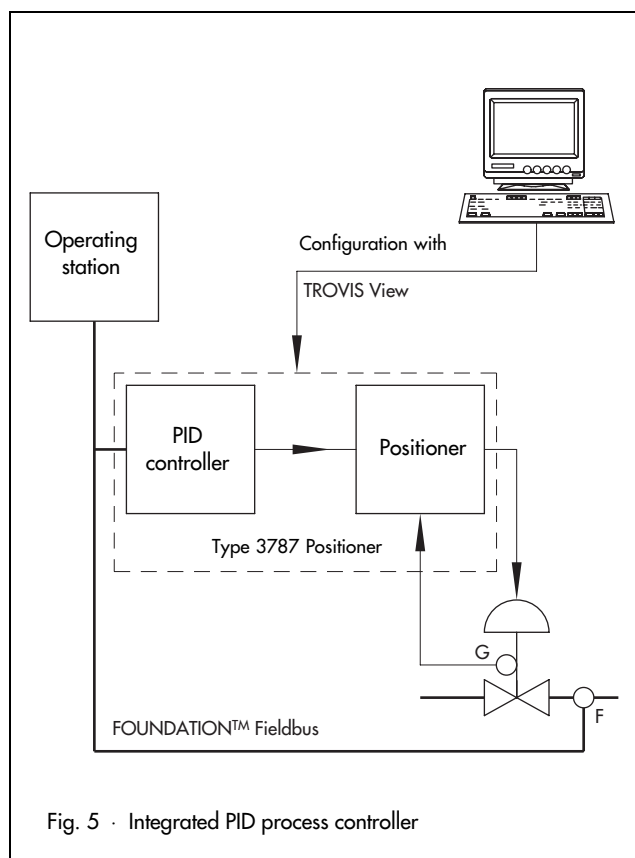 Operating
station
Configuration with
TROVIS View
PID
controller
Positioner
Type 3787 Positioner
G
F
FOUNDATION™ Fieldbus
Fig. 5 · Integrated PID process controller